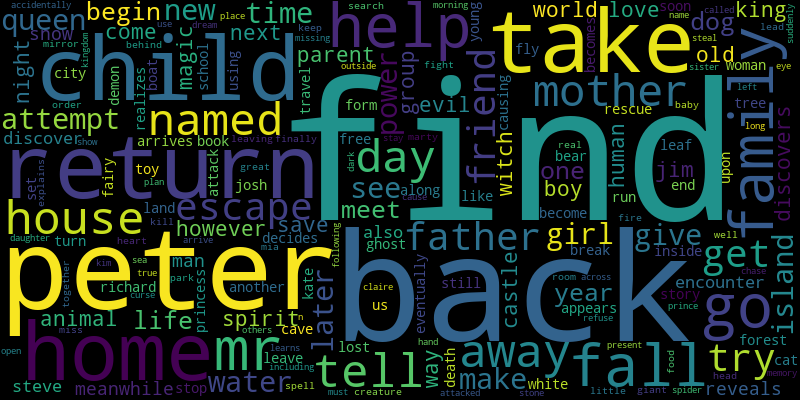 queen
begin
new
time
help
take
world
love
soon
king
place
accidentally
use
dream
called
name
suddenly
search
morning
young
lead
show
come
next
keep
missing
behind
mirror
kingdom
dog
steal
sister
eye
old
woman
fly
becomes
night
child
magic
school
parent
power
group
friend
outside
fight
city
demon
realizes
boat
using
travel
form
evil
causing
mother
rescue
baby
tree
left
long
family
order
attempt
named
find
discover
show
arrives
book
leaving
finally
free
stay
marty
cause
witch
human
real
bear
leaf
upon
discovers
return
fairy
toy
attack
great
plan
josh
dark
day
see
along
like
one
boy
jim
end
run
set
explains
house
land
kill
escape
save
meet
become
fire
however
decides
also
ghost
father
girl
give
break
inside
well
get
island
chase
daughter
turn
heart
arrive
mia
following
peter
back
together
kim
sea
true
man
park
princess
another
kate
later
claire
us
still
eventually
castle
year
room
across
encounter
go
story
prince
appears
refuse
forest
richard
curse
animal
life
spirit
n
others
cave
open
miss
home
mr
learns
including
leave
lost
hand
way
death
away
fall
present
food
try
cat
memory
steve
meanwhile
stop
water
spell
tell
must
creature
attacked
make
white
stone
little
giant
spider
head
reveals